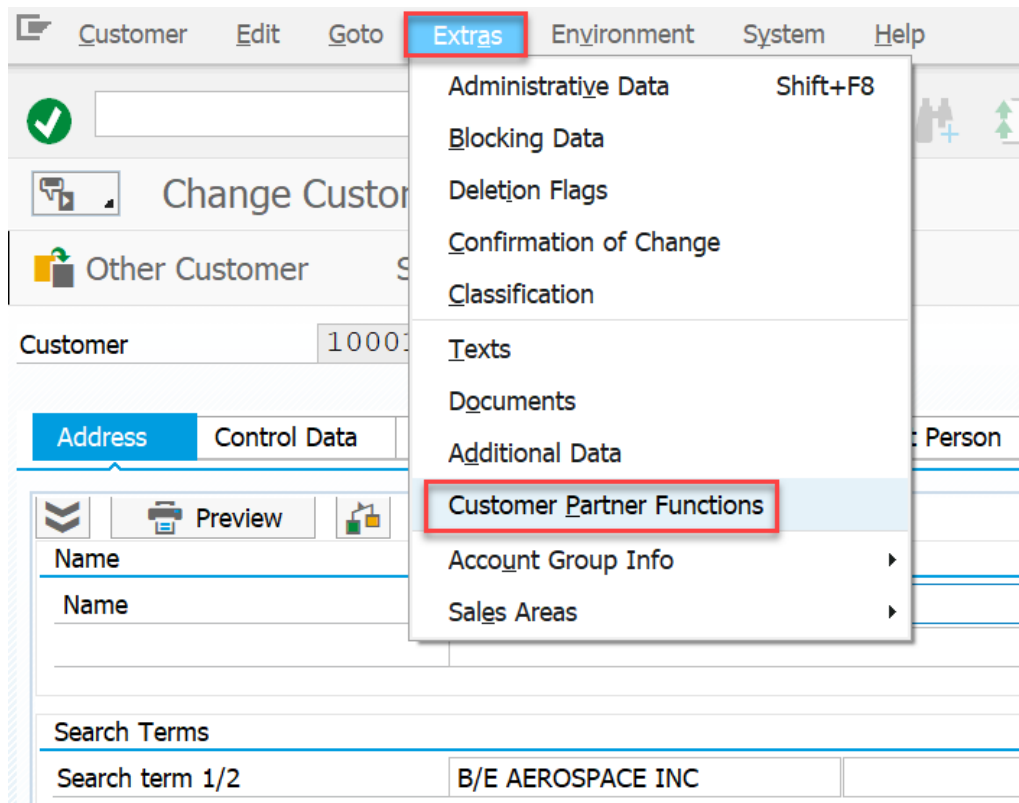 Customer Edit Goto Extras Environment System Help
Administrative Data Shift+F8
Blocking Data
Deletion Flags
Change Custo
Confirmation of Change
Other Customer S
Classification
Customer 1000
Texts
Documents
Address Control Data t Person
Additional Data
Customer Partner Functions
Preview
Name
Account Group Info
Name
Sales Areas
Search Terms
Search term 1/2 B/E AEROSPACE INC